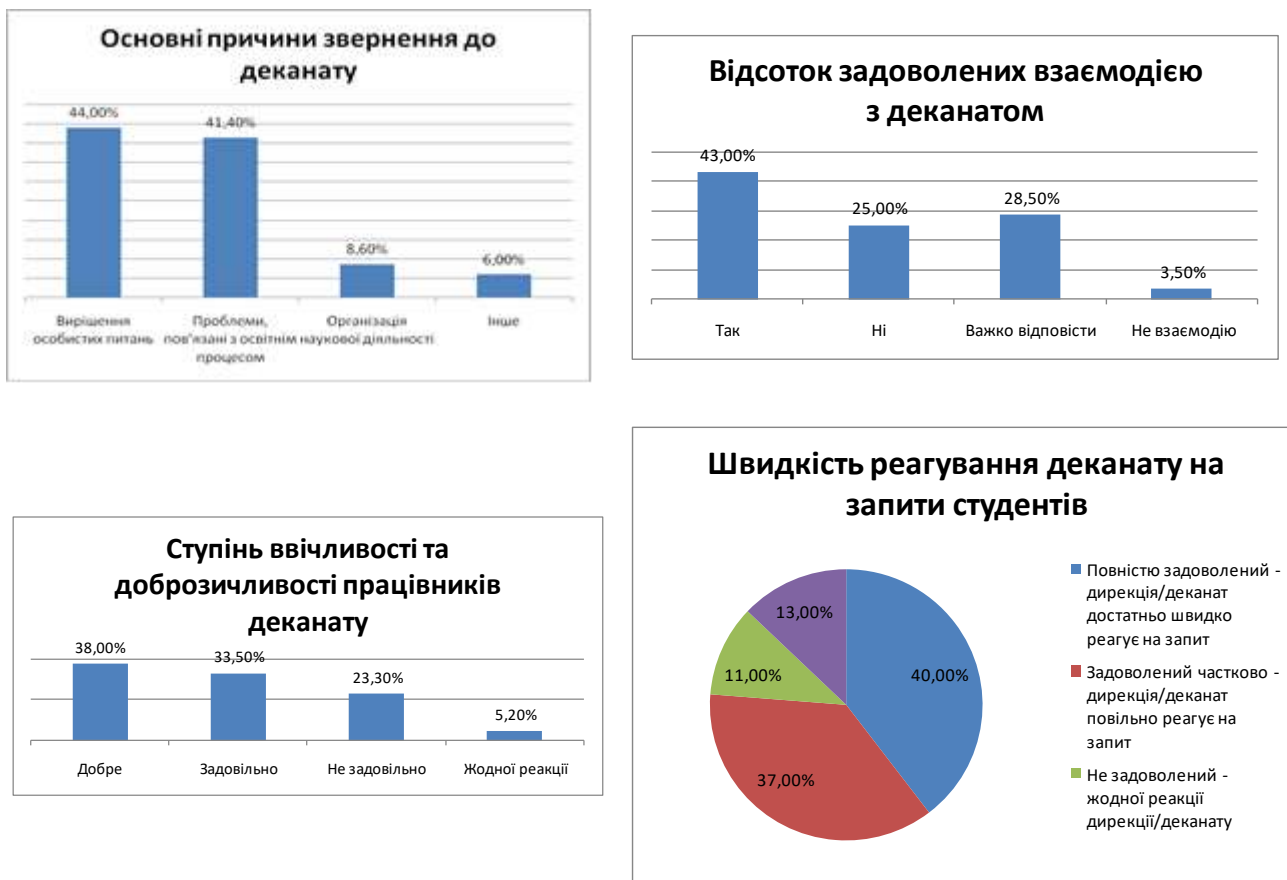 Основні причини звернення до
деканату
44,00%
41,40%
8,60%
6,00%
Вирішення
особистих питань
Проблеми,
пов'язані з освітнім
процесом
Організація
наукової діяльності
Інше
Відсоток задоволених взаємодією
з деканатом
43,00%
25,00%
28,50%
3,50%
Так
Ні
Важко відповісти
Не взаємодію
Ступінь ввічливості та
доброзичливості працівників
деканату
38,00%
33,50%
23,30%
5,20%
Добре
Задовільно
Не задовільно
Жодної реакції
Швидкість реагування деканату на
запити студентів
13,00%
11,00%
40,00%
37,00%
Повністю задоволений -
дирекція/деканат
достатньо швидко
реагує на запит
Задоволений частково -
дирекція/деканат
повільно реагує на
запит
Не задоволений -
жодної реакції
дирекції/деканату